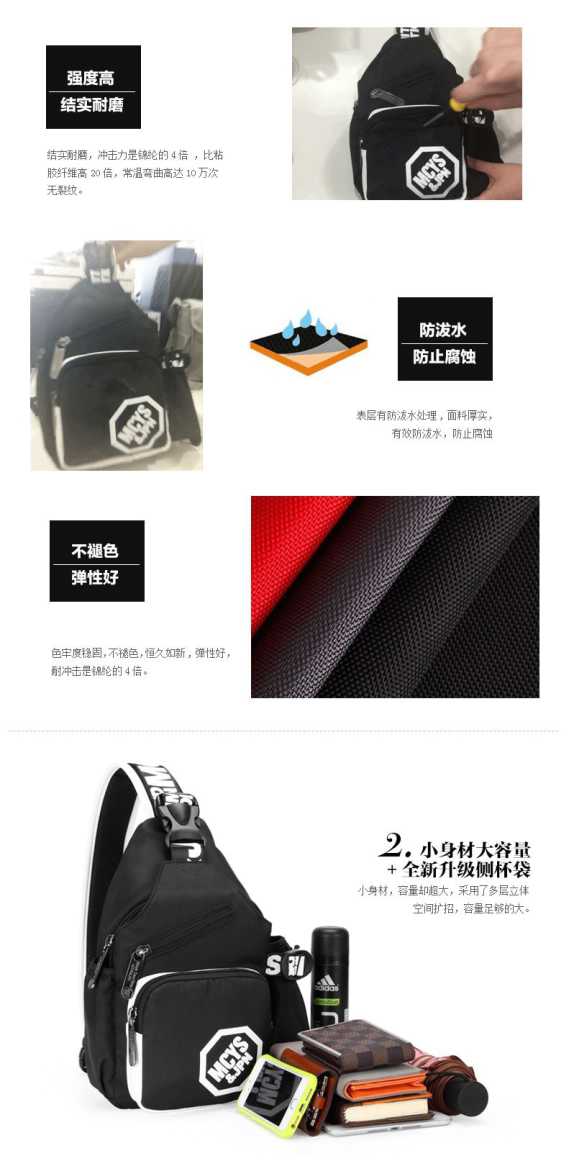 强度高
结实耐磨
结实耐磨，冲击力是锦纶的4倍 ，比粘
胶纤维高20倍，常温弯曲高达10万次
无裂纹。
MCYS
&JPN
MCYS
&JPN
防泼水
防止腐蚀
表层有防泼水处理，面料厚实，
有效防泼水，防止腐蚀
不褪色
弹性好
色牢度稳固，不褪色，恒久如新，弹性好，
耐冲击是锦纶的4倍。
2. 小身材大容量
+ 全新升级侧杯袋
小身材，容量却超大，采用了多层立体
空间扩招，容量足够的大。
adidas
MCYS
&JPN